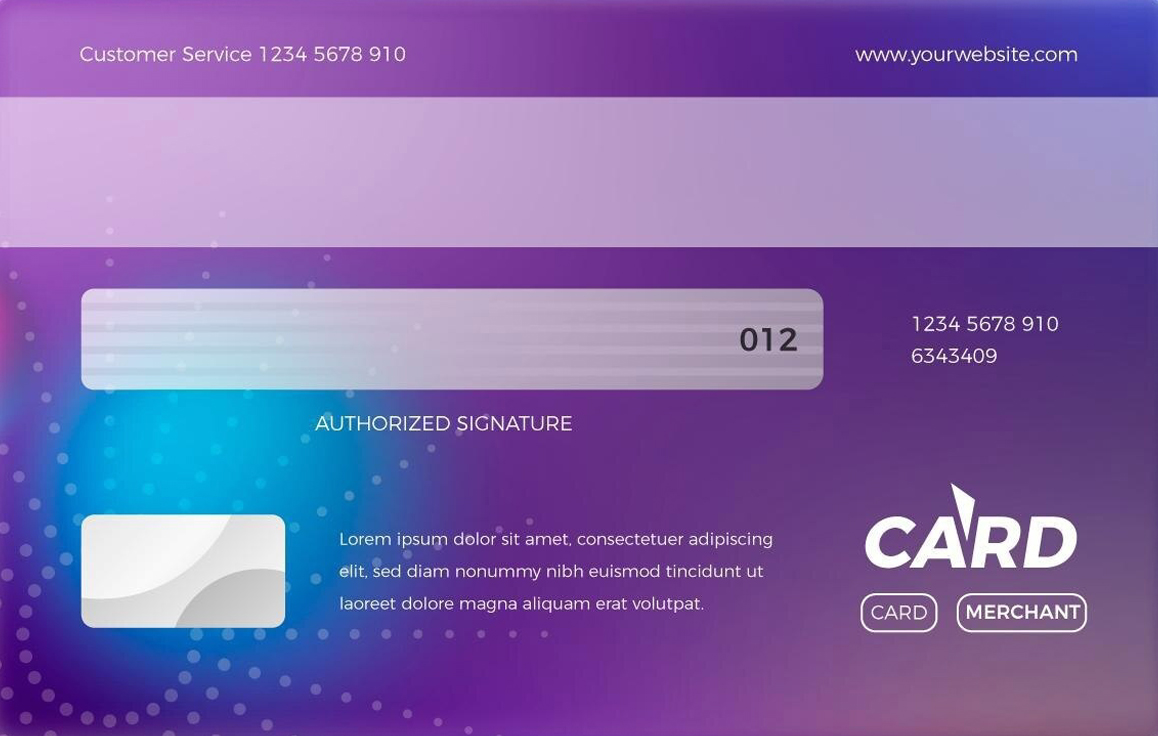 Customer Service 1234 5678 910
www.yourwebsite.com
012
1234 5678 910
6343409
AUTHORIZED SIGNATURE
Lorem ipsum dolor sit amet, consectetuer adipiscing
elit, sed diam nonummy nibh euismod tincidunt ut
laoreet dolore magna aliquam erat volutpat.
CARD
CARD
MERCHANT